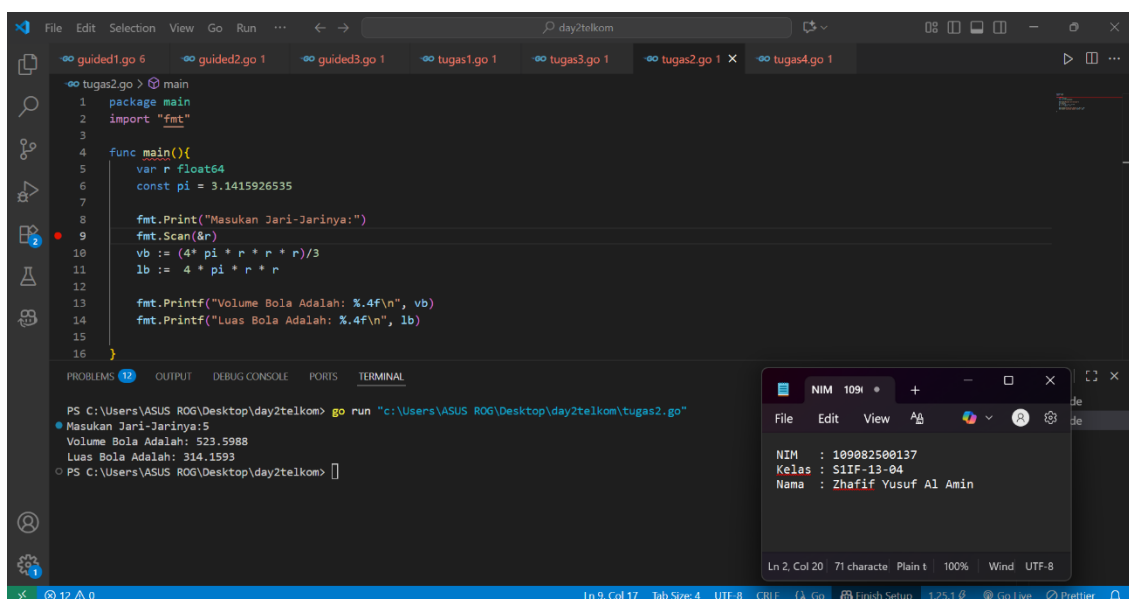 File Edit Selection View Go Run ··· day2telkom
guided1.go 6 guided2.go 1 guided3.go 1 tugas1.go 1 tugas3.go 1 tugas2.go 1 tugas4.go 1
tugas2.go > main
1 package main
2 import "fmt"
3
4 func main(){
5 var r float64
6 const pi = 3.1415926535
7
8 fmt.Print("Masukan Jari-Jarinya:")
9 fmt.Scan(&r)
10 vb := (4* pi * r * r * r)/3
11 lb := 4 * pi * r * r
12
13 fmt.Printf("Volume Bola Adalah: %.4f\n", vb)
14 fmt.Printf("Luas Bola Adalah: %.4f\n", lb)
15
16 }
2
PROBLEMS 12 OUTPUT DEBUG CONSOLE PORTS TERMINAL
PS C:\Users\ASUS ROG\Desktop\day2telkom> go run "c:\Users\ASUS ROG\Desktop\day2telkom\tugas2.go"
Masukan Jari-Jarinya:5
Volume Bola Adalah: 523.5988
Luas Bola Adalah: 314.1593
PS C:\Users\ASUS ROG\Desktop\day2telkom>
de
de
NIM
File Edit View
NIM : 109082500137
Kelas : S1IF-13-04
Nama : Zhafif Yusuf Al Amin
Ln 2, Col 20 71 characte Plain t 100% Wind UTF-8
1
12 0 Ln 9, Col 17 Tab Size: 4 UTF-8 CRLF Go Finish Setup 1.25.1 Go Live Prettier